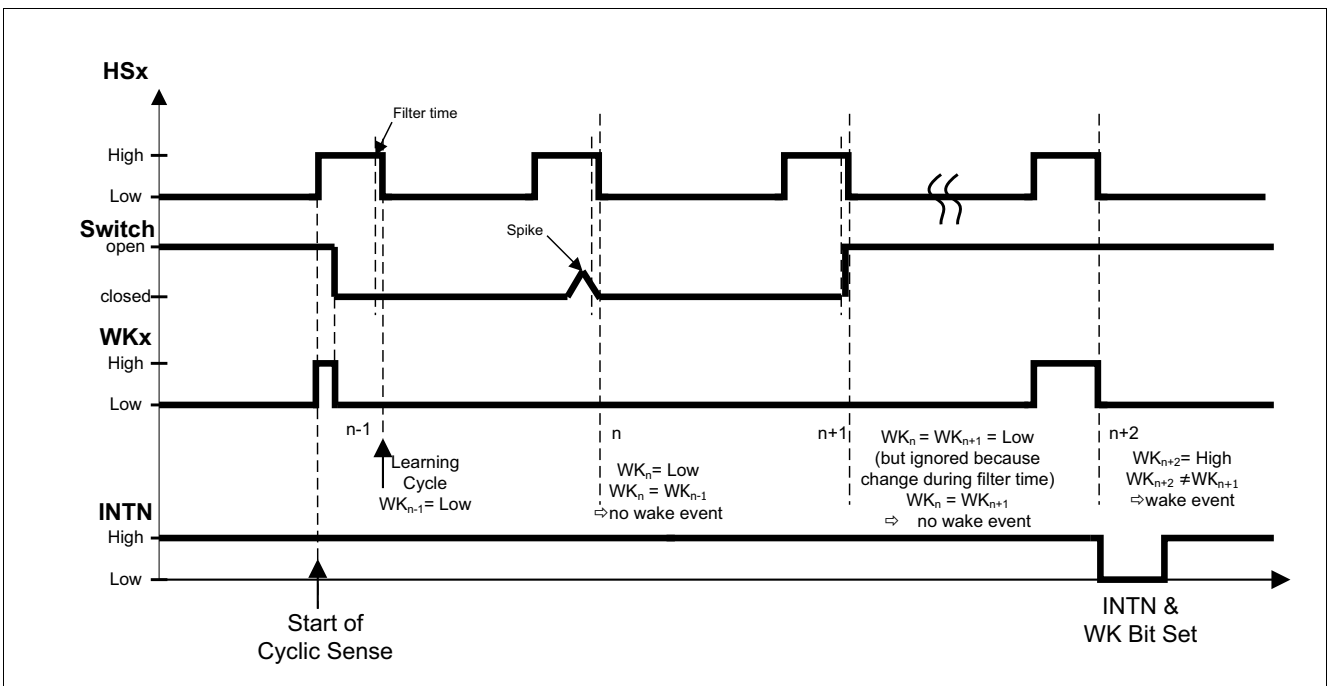 HSx
Filter time
High
Low
Switch
open
Spike
closed
WKx
High
Low
n-1
n
n+1
n+2
Learning
Cycle
WKn-1= Low
WKn= Low
WKn = WKn-1
⇨no wake event
WKn = WKn+1 = Low
(but ignored because
change during filter time)
WKn = WKn+1
⇨ no wake event
WKn+2= High
WKn+2 ≠WKn+1
⇨wake event
INTN
High
Low
Start of
Cyclic Sense
INTN &
WK Bit Set